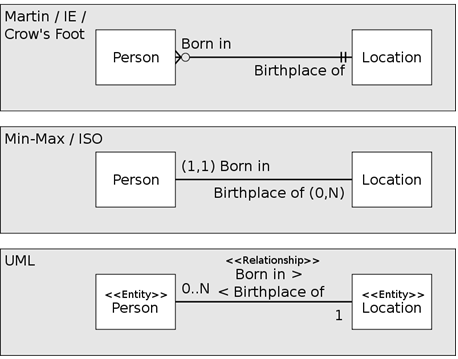 Martin / IE /
Crow's Foot
Person
Born in
Birthplace of
Location
Min-Max / ISO
Person
(1,1) Born in
Birthplace of (0,N)
Location
UML
<<Relationship>>
Born in >
< Birthplace of
<<Entity>>
Person
0..N
1
<<Entity>>
Location